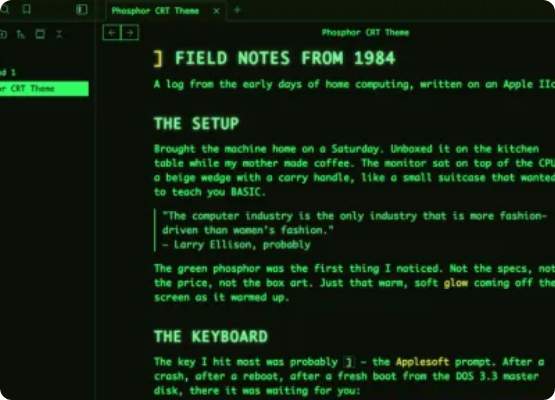 Phosphor CRT Theme
Phosphor CRT Theme
] FIELD NOTES FROM 1984
A log from the early days of home computing, written on an Apple IIc
THE SETUP
Brought the machine home on a Saturday. Unboxed it on the kitchen
table while my mother made coffee. The monitor sat on top of the CPU
a beige wedge with a carry handle, like a small suitcase that wanted
to teach you BASIC.
"The computer industry is the only industry that is more fashion-
driven than women's fashion."
— Larry Ellison, probably
The green phosphor was the first thing I noticed. Not the specs, not
the price, not the box art. Just that warm, soft glow coming off the
screen as it warmed up.
THE KEYBOARD
The key I hit most was probably ] — the Applesoft prompt. After a
crash, after a reboot, after a fresh boot from the DOS 3.3 master
disk, there it was waiting for you:
d 1
or CRT Theme